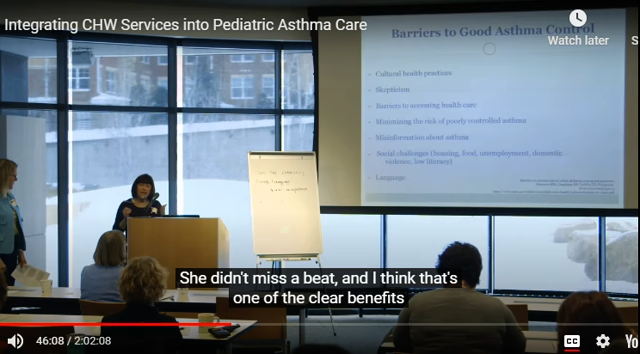 Integrating CHW Services into Pediatric Asthma Care
Barriers to Good Asthma Control
Watch later
S
- Cultural health practices
- Skepticism
- Barriers to accessing health care
- Minimizing the risk of poorly controlled asthma
- Misinformation about asthma
- Social challenges (housing, food, unemployment, domestic
violence, low literacy)
- Language
She didn't miss a beat, and I think that's
one of the clear benefits
46:08 / 2:02:08
CC
Yo